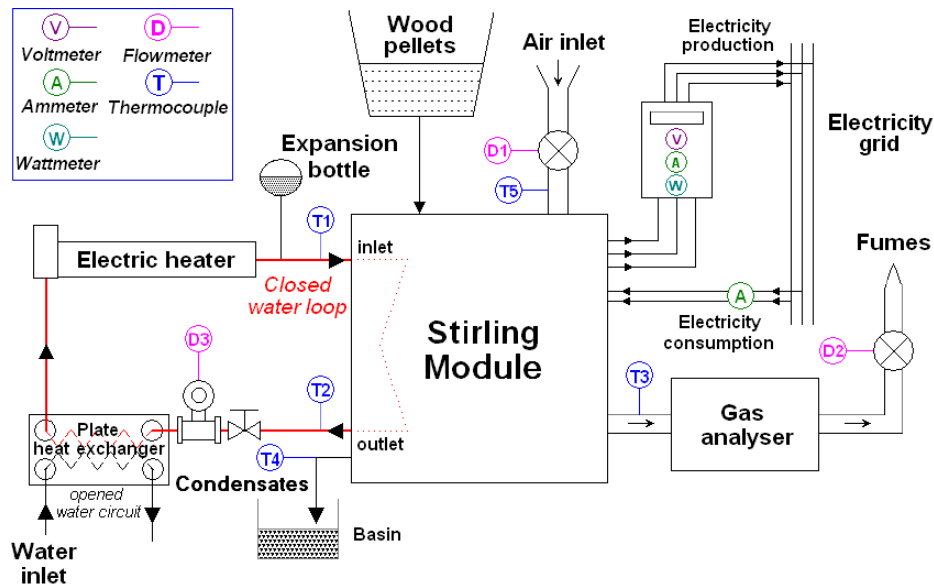 V
D
Voltmeter
Flowmeter
A
T
Ammeter
Thermocouple
W
Wattmeter
Wood
pellets
Air inlet
Electricity
production
Expansion
bottle
D1
T5
V
A
W
Electricity
grid
T1
Electric heater
inlet
Closed
water loop
Fumes
Stirling
Module
A
Electricity
consumption
D3
D2
T2
T3
Plate
heat exchanger
outlet
Gas
analyser
T4
Condensates
opened
water circuit
Basin
Water
inlet